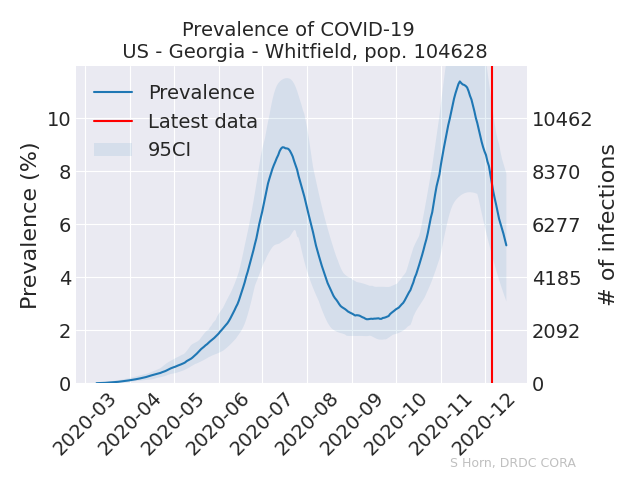 Prevalence of COVID-19
US - Georgia - Whitfield, pop. 104628
Prevalence
Latest data
95CI
Prevalence (%)
10
8
6
4
2
0
10462
8370
6277
4185
2092
0
# of infections
2020-03
2020-04
2020-05
2020-06
2020-07
2020-08
2020-09
2020-10
2020-11
2020-12
S Horn, DRDC CORA